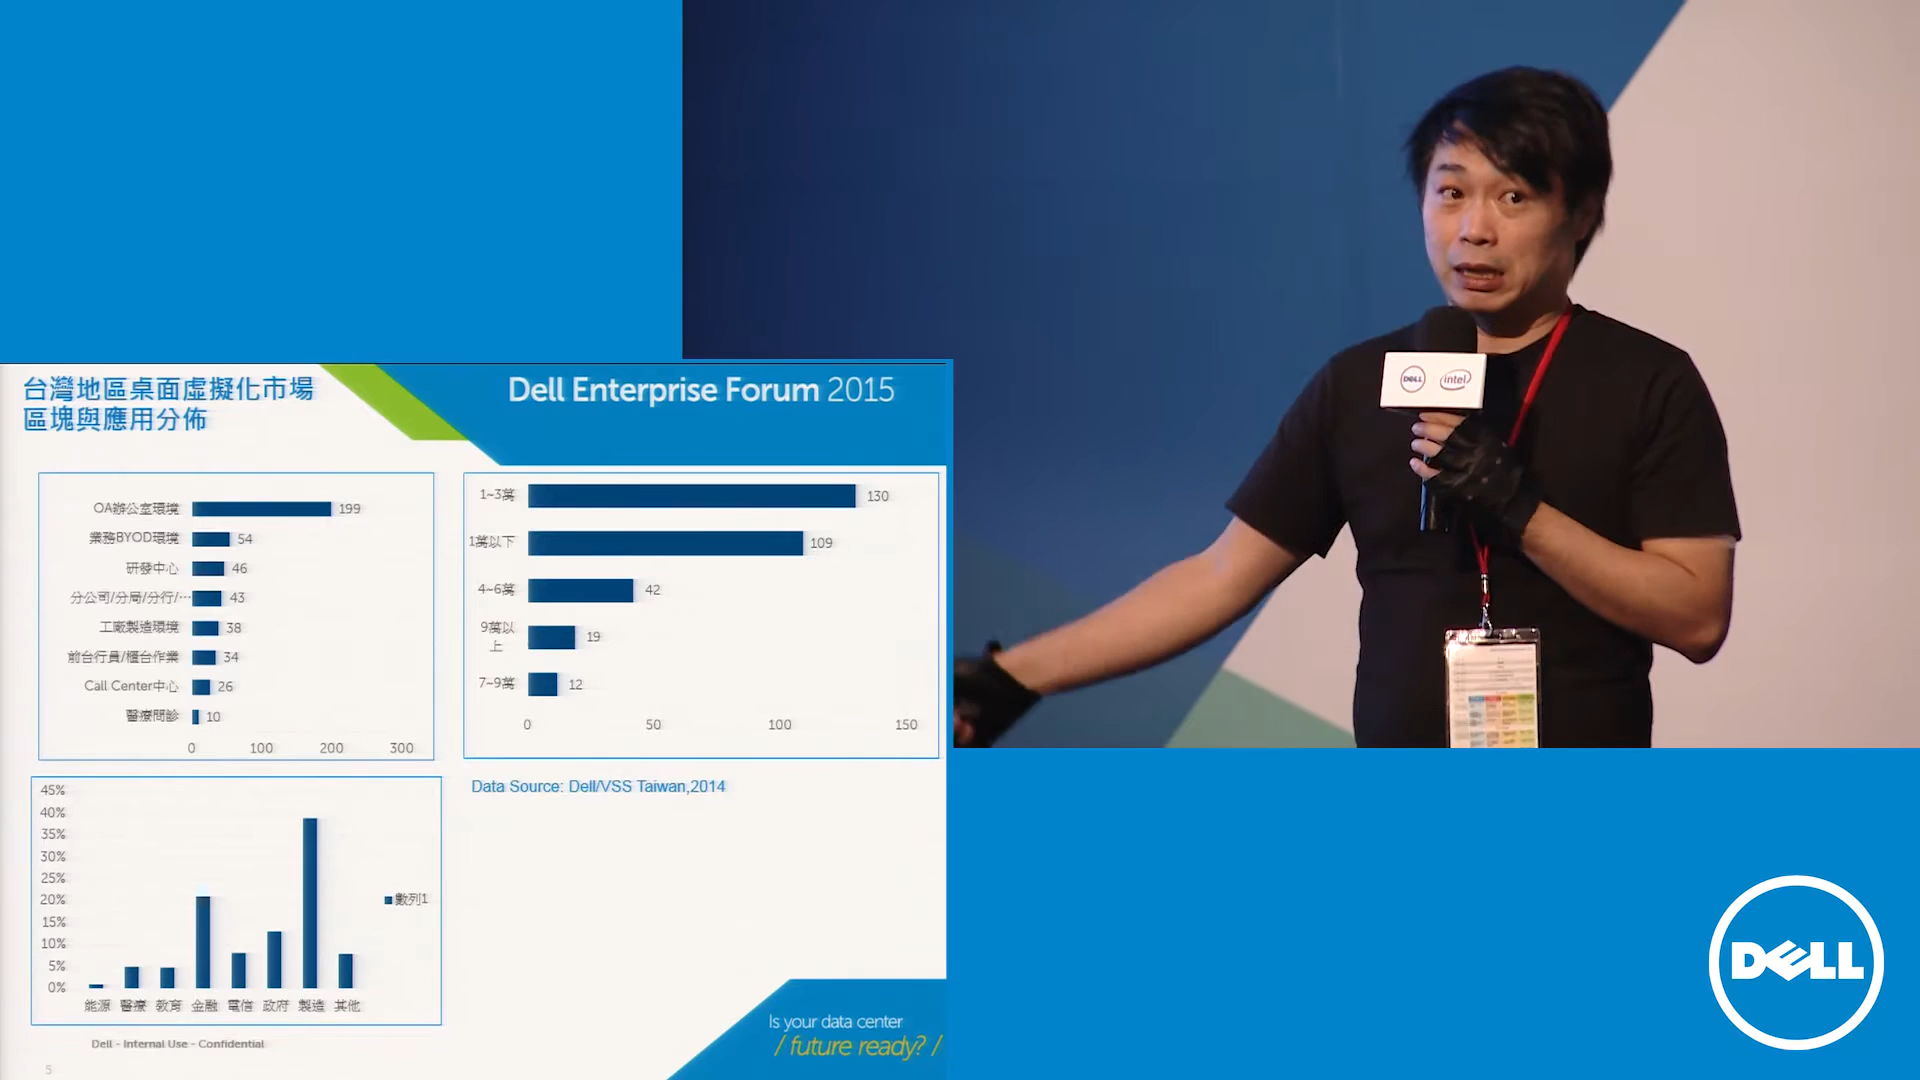 DELL
intel
台灣地區桌面虛擬化市場
區塊與應用分佈
Dell Enterprise Forum 2015
OA辦公室環境 199
業務BYOD環境 54
研發中心 46
分公司/分局/分行/… 43
工廠製造環境 38
前台行員/櫃台作業 34
Call Center中心 26
醫療問診 10
0 100 200 300
1~3萬 130
1萬以下 109
4~6萬 42
9萬以
上 19
7~9萬 12
0 50 100 150
Data Source: Dell/VSS Taiwan,2014
45%
40%
35%
30%
25%
20%
15%
10%
5%
0%
能源 醫療 教育 金融 電信 政府 製造 其他
數列1
Dell - Internal Use - Confidential
5
Is your data center
/ future ready? /
DELL